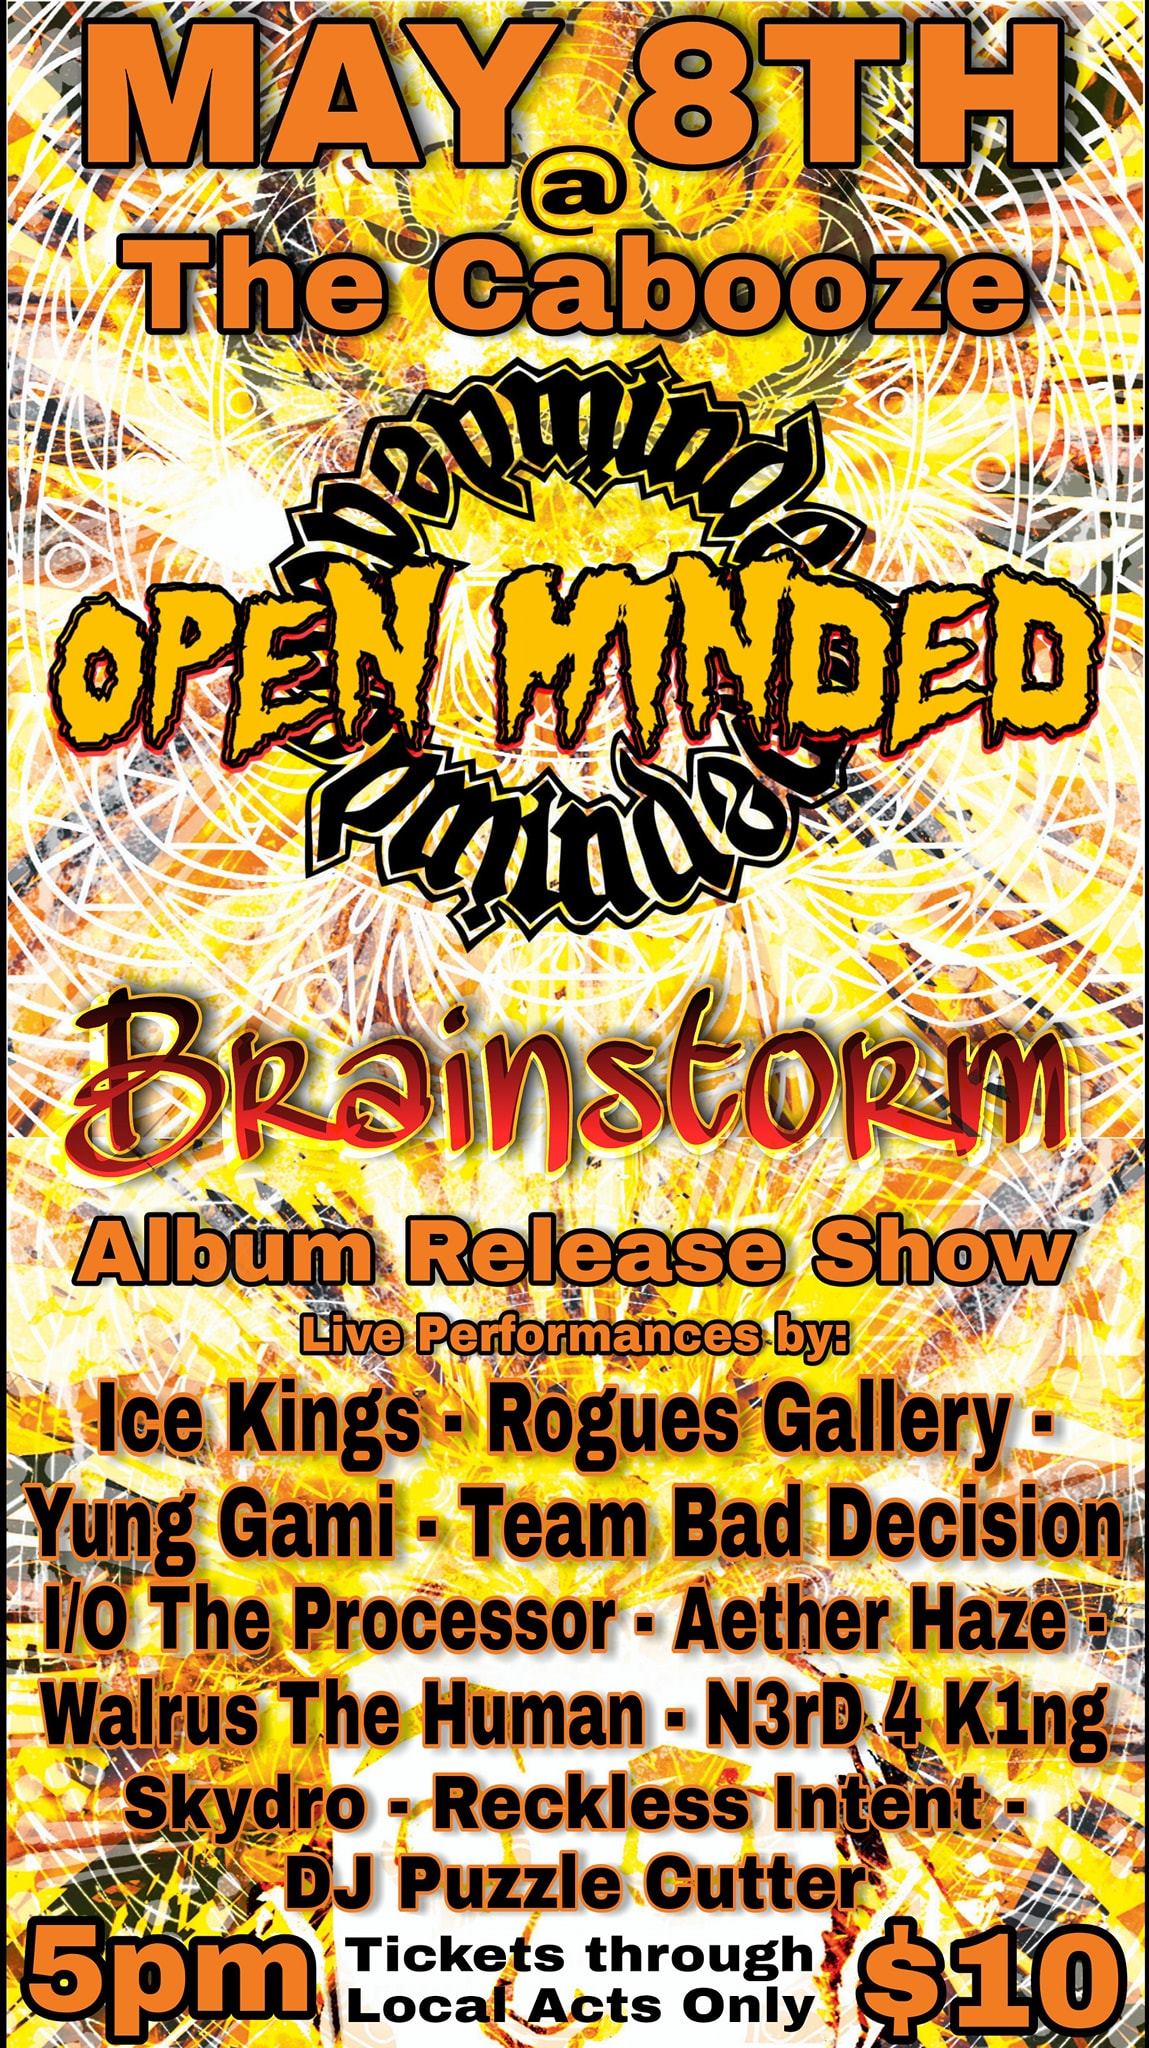 MAY 8TH
@
The Cabooze
OPEN MINDED
Brainstorm
Album Release Show
Live Performances by:
Ice Kings - Rogues Gallery -
Yung Gami - Team Bad Decision
I/O The Processor - Aether Haze -
Walrus The Human - N3rD 4 K1ng
Skydro - Reckless Intent -
DJ Puzzle Cutter
5pm
Tickets through
Local Acts Only
$10